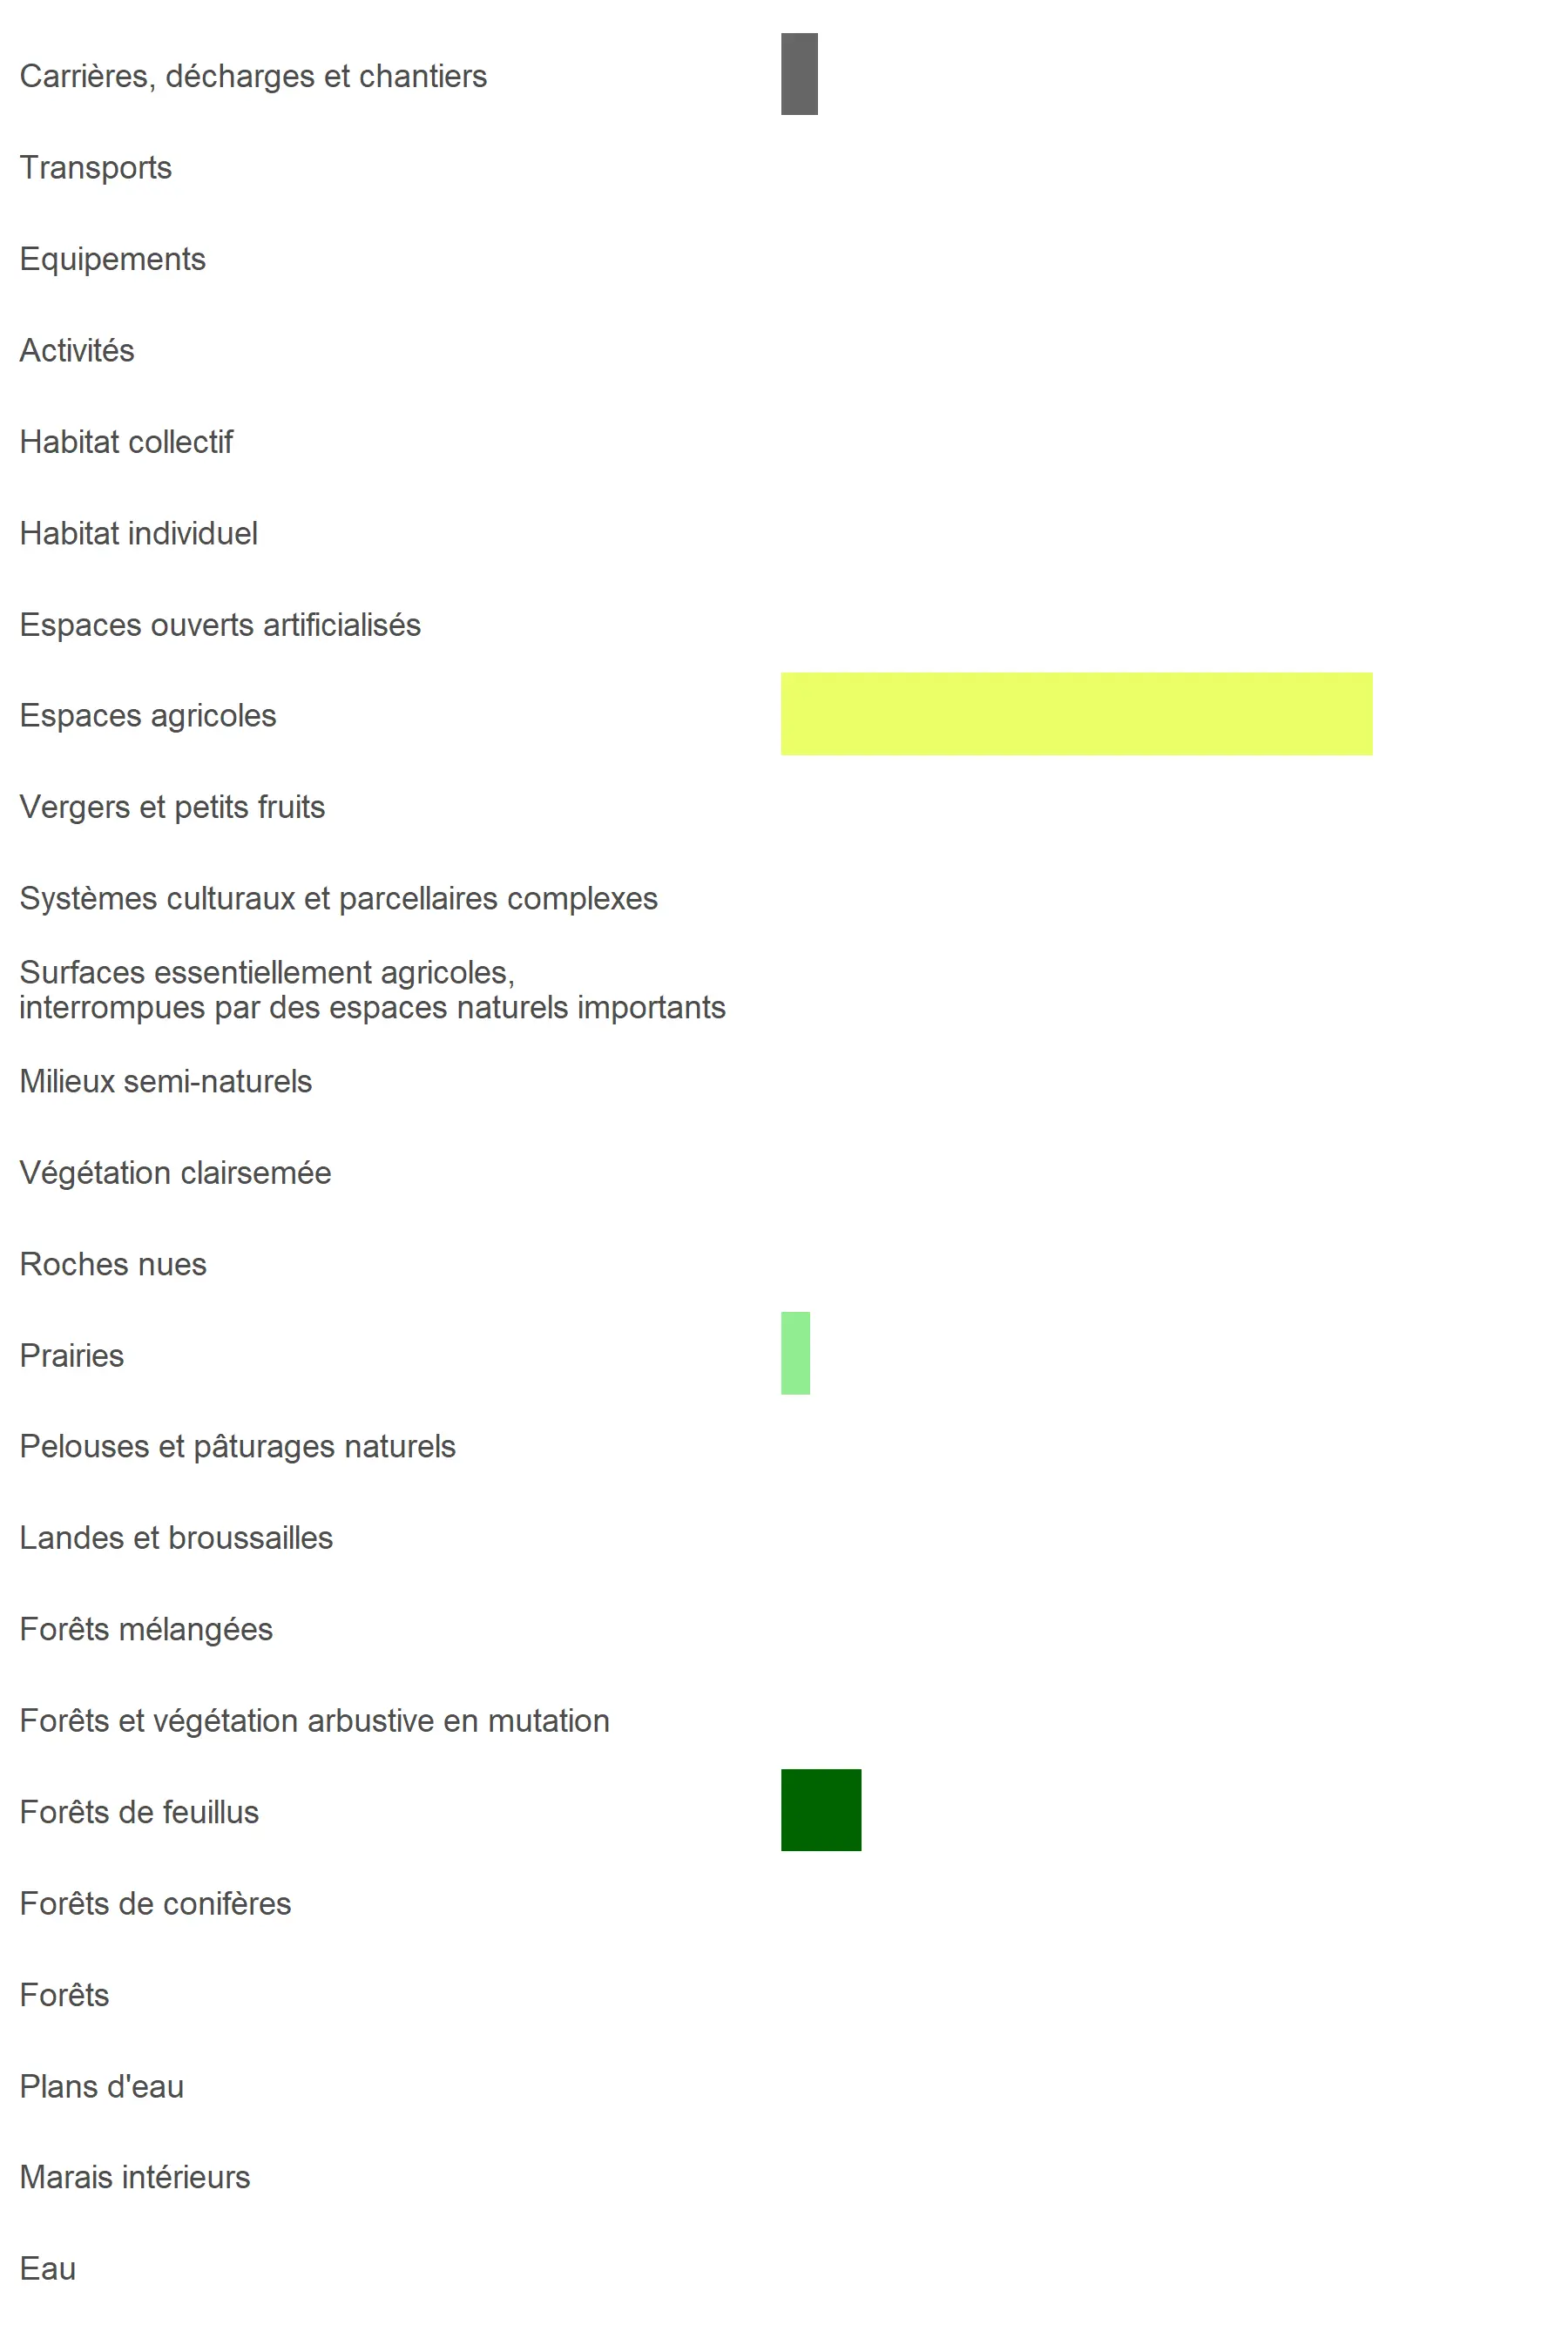 Carrières, décharges et chantiers
Transports
Equipements
Activités
Habitat collectif
Habitat individuel
Espaces ouverts artificialisés
Espaces agricoles
Vergers et petits fruits
Systèmes culturaux et parcellaires complexes
Surfaces essentiellement agricoles,
interrompues par des espaces naturels importants
Milieux semi-naturels
Végétation clairsemée
Roches nues
Prairies
Pelouses et pâturages naturels
Landes et broussailles
Forêts mélangées
Forêts et végétation arbustive en mutation
Forêts de feuillus
Forêts de conifères
Forêts
Plans d'eau
Marais intérieurs
Eau